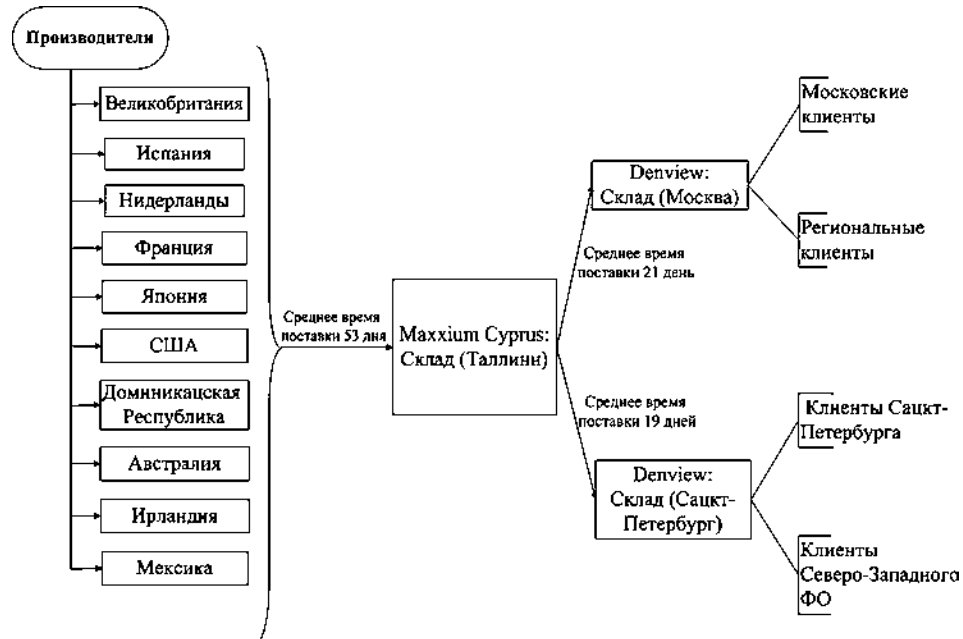 Производители
Великобритания
Испания
Нидерланды
Франция
Япония
США
Доминикацская
Республика
Австралия
Ирландия
Мексика
Среднее время
поставки 53 дня
Maxxium Cyprus:
Склад (Таллинн)
Среднее время
поставки 21 день
Среднее время
поставки 19 дней
Denview:
Склад (Москва)
Denview:
Склад (Сацкт-
Петербург)
Московские
клиенты
Региональные
клиенты
Клиенты Сацкт-
Петербурга
Клиенты
Северо-Западного
ФО